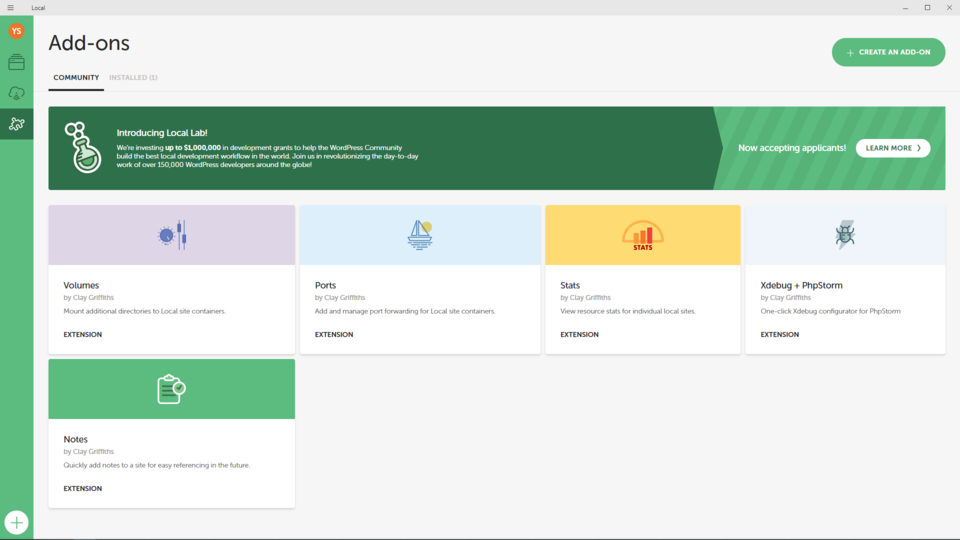 Local
YS
Add-ons
CREATE AN ADD-ON
COMMUNITY
INSTALLED (1)
Introducing Local Lab!
We're investing up to $1,000,000 in development grants to help the WordPress Community
build the best local development workflow in the world. Join us in revolutionizing the day-to-day
work of over 150,000 WordPress developers around the globe!
Now accepting applicants!
LEARN MORE
Volumes
by Clay Griffiths
Mount additional directories to Local site containers.
EXTENSION
Ports
by Clay Griffiths
Add and manage port forwarding for Local site containers.
EXTENSION
STATS
Stats
by Clay Griffiths
View resource stats for individual local sites.
EXTENSION
Xdebug + PhpStorm
by Clay Griffiths
One-click Xdebug configurator for PhpStorm
EXTENSION
Notes
by Clay Griffiths
Quickly add notes to a site for easy referencing in the future.
EXTENSION